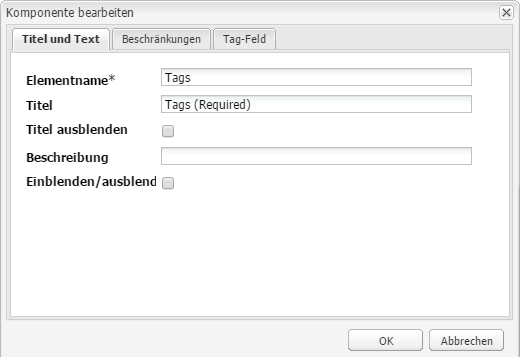 Komponente bearbeiten
Titel und Text Beschränkungen Tag-Feld
Elementname* Tags
Titel Tags (Required)
Titel ausblenden
Beschreibung
Einblenden/ausblend
OK Abbrechen